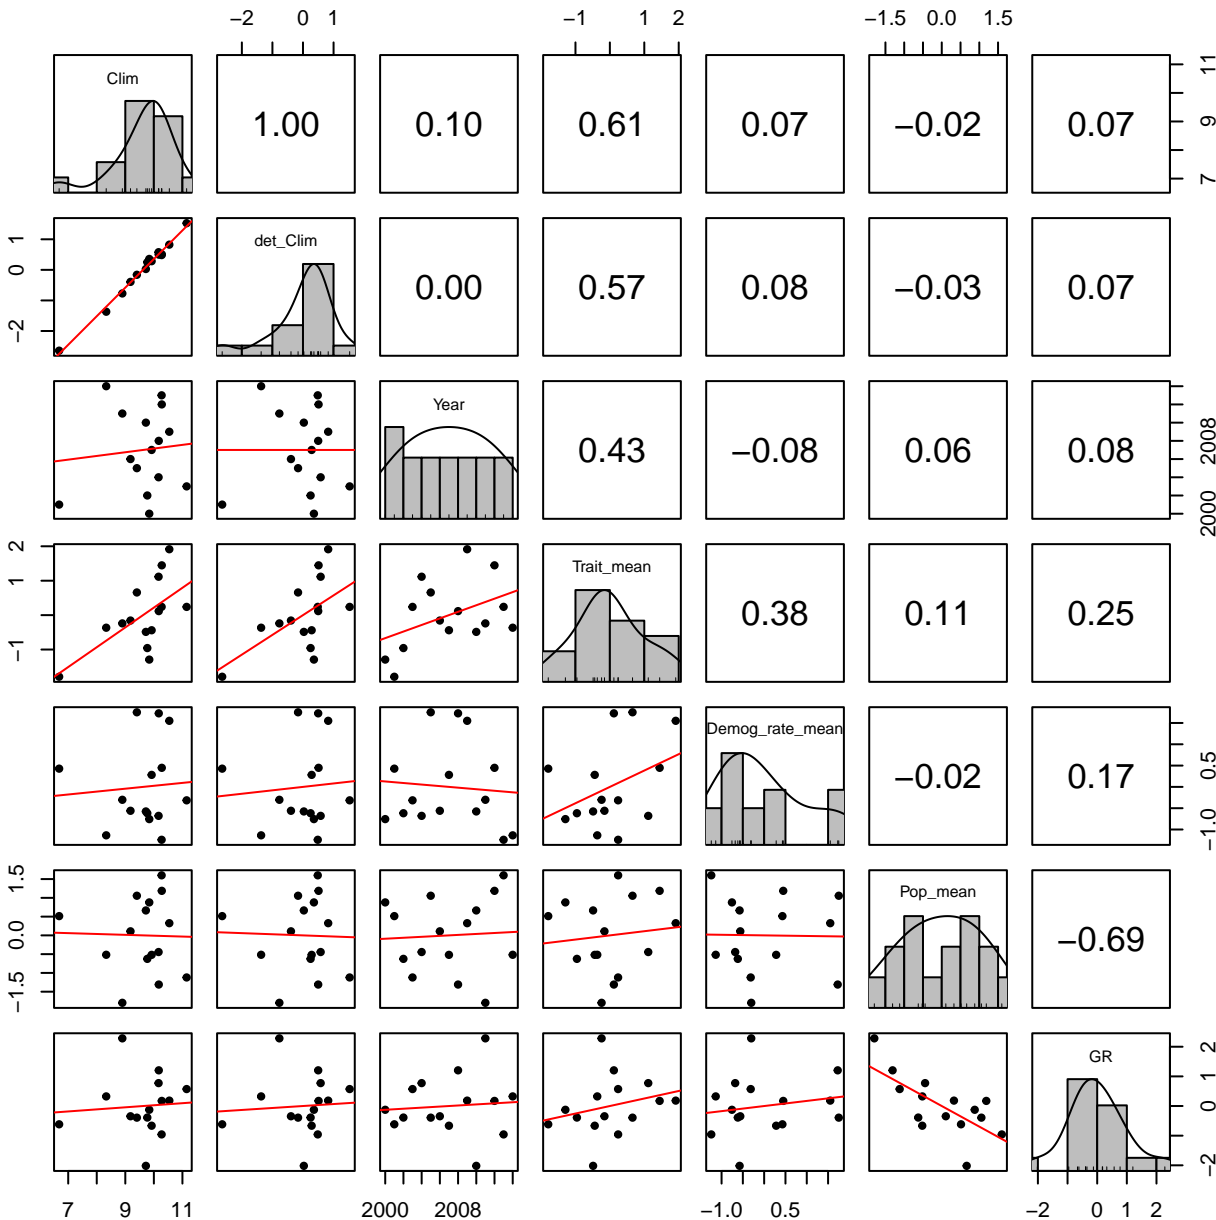 −2 0 1 −1 1 2 −1.5 0.0 1.5
Clim 1.00 0.10 0.61 0.07 −0.02 0.07 7 9 11
−2 0 1 det_Clim 0.00 0.57 0.08 −0.03 0.07
Year 0.43 −0.08 0.06 0.08 2000 2008
−1 1 2 Trait_mean 0.38 0.11 0.25
Demog_rate_mean −0.02 0.17 −1.0 0.5
−1.5 0.0 1.5 Pop_mean −0.69
GR −2 0 1 2
7 9 11 2000 2008 −1.0 0.5 −2 0 1 2